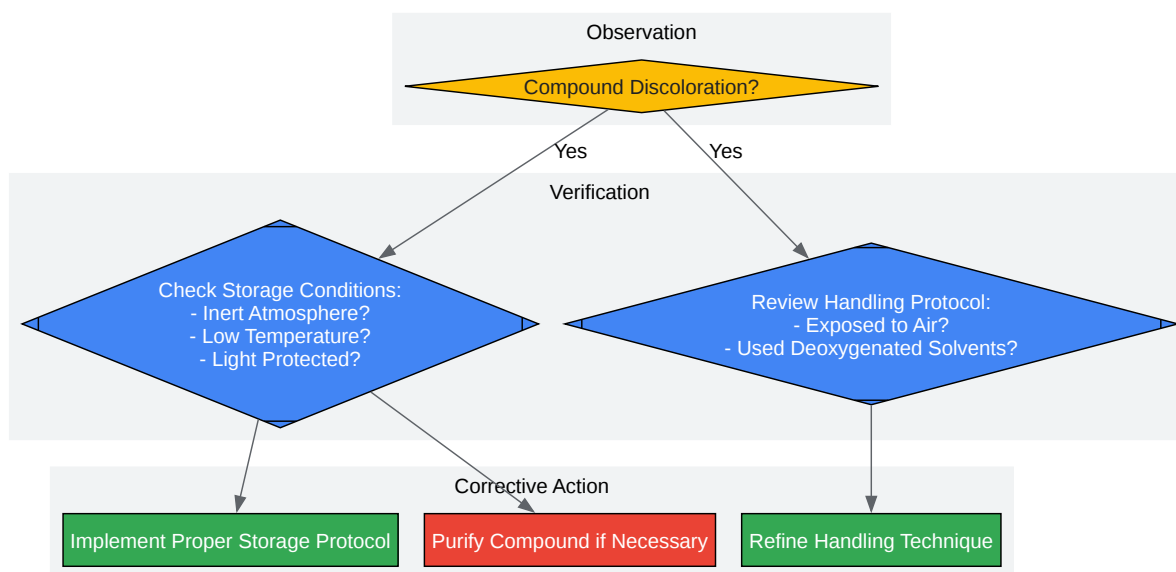 Observation
Compound Discoloration?
Yes
Yes
Verification
Check Storage Conditions:
- Inert Atmosphere?
- Low Temperature?
- Light Protected?
Review Handling Protocol:
- Exposed to Air?
- Used Deoxygenated Solvents?
Corrective Action
Implement Proper Storage Protocol
Purify Compound if Necessary
Refine Handling Technique